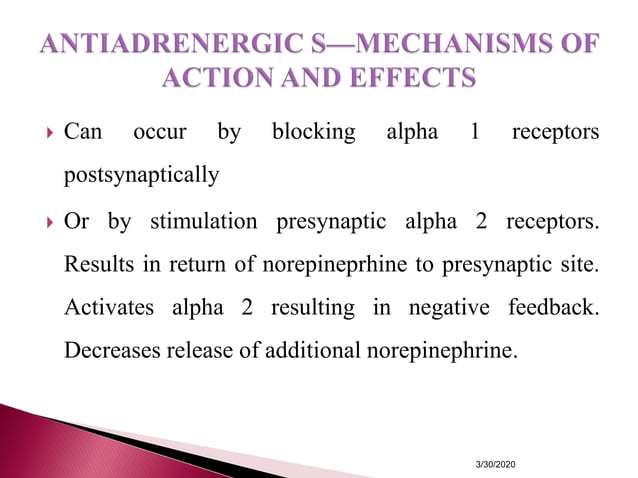 ANTIADRENERGIC S—MECHANISMS OF
ACTION AND EFFECTS
Can occur by blocking alpha 1 receptors
postsynaptically
Or by stimulation presynaptic alpha 2 receptors.
Results in return of norepineprhine to presynaptic site.
Activates alpha 2 resulting in negative feedback.
Decreases release of additional norepinephrine.
3/30/2020